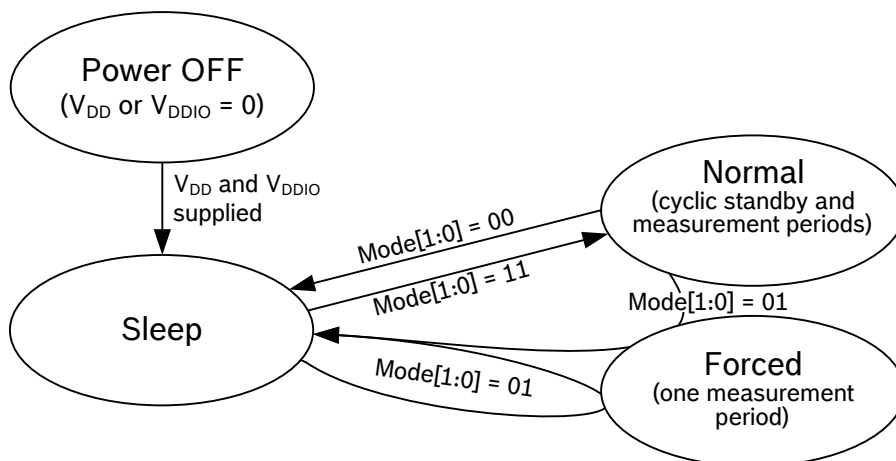 Power OFF
(VDD or VDDIO = 0)
VDD and VDDIO
supplied
Normal
(cyclic standby and
measurement periods)
Mode[1:0] = 00
Mode[1:0] = 11
Mode[1:0] = 01
Sleep
Mode[1:0] = 01
Forced
(one measurement
period)